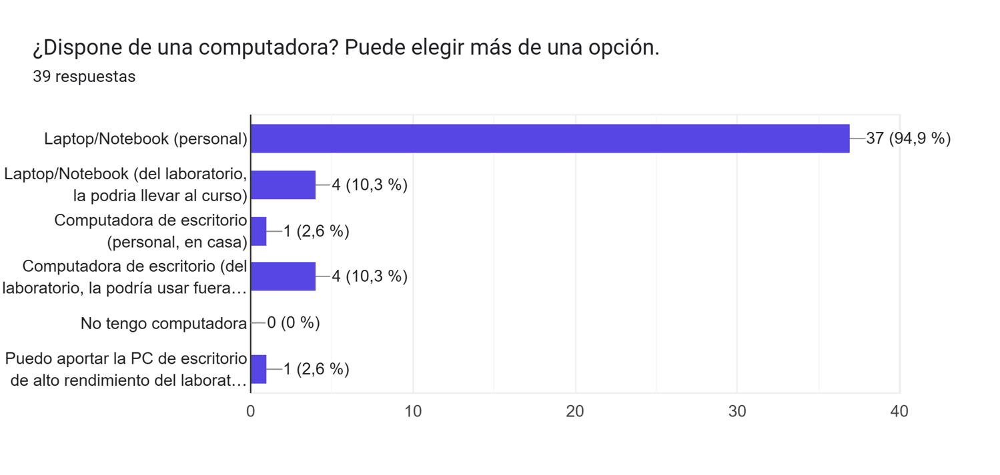 ¿Dispone de una computadora? Puede elegir más de una opción.
39 respuestas
Laptop/Notebook (personal)
37 (94,9 %)
Laptop/Notebook (del laboratorio,
la podria llevar al curso)
4 (10,3 %)
Computadora de escritorio
(personal, en casa)
1 (2,6 %)
Computadora de escritorio (del
laboratorio, la podría usar fuera…
4 (10,3 %)
No tengo computadora
0 (0 %)
Puedo aportar la PC de escritorio
de alto rendimiento del laborat…
1 (2,6 %)
0 10 20 30 40